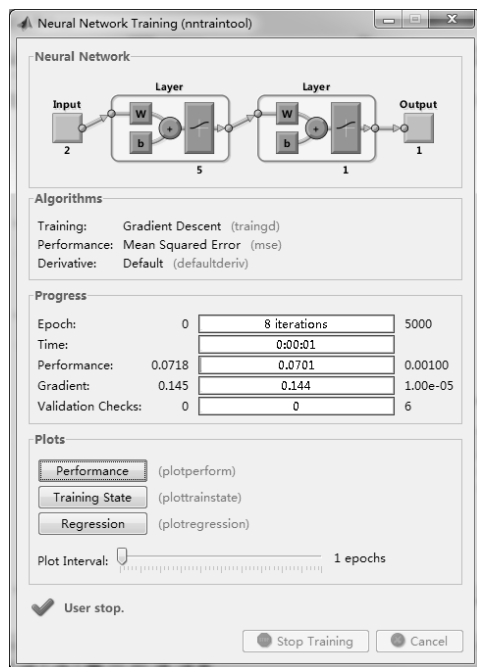 Neural Network Training (nntraintool)
Neural Network
Layer Layer
Input Output
W W
+ +
b b
2 5 1 1
Algorithms
Training: Gradient Descent (traingd)
Performance: Mean Squared Error (mse)
Derivative: Default (defaultderiv)
Progress
Epoch: 0 8 iterations 5000
Time: 0:00:01
Performance: 0.0718 0.0701 0.00100
Gradient: 0.145 0.144 1.00e-05
Validation Checks: 0 0 6
Plots
Performance (plotperform)
Training State (plottrainstate)
Regression (plotregression)
Plot Interval: 1 epochs
User stop.
Stop Training Cancel